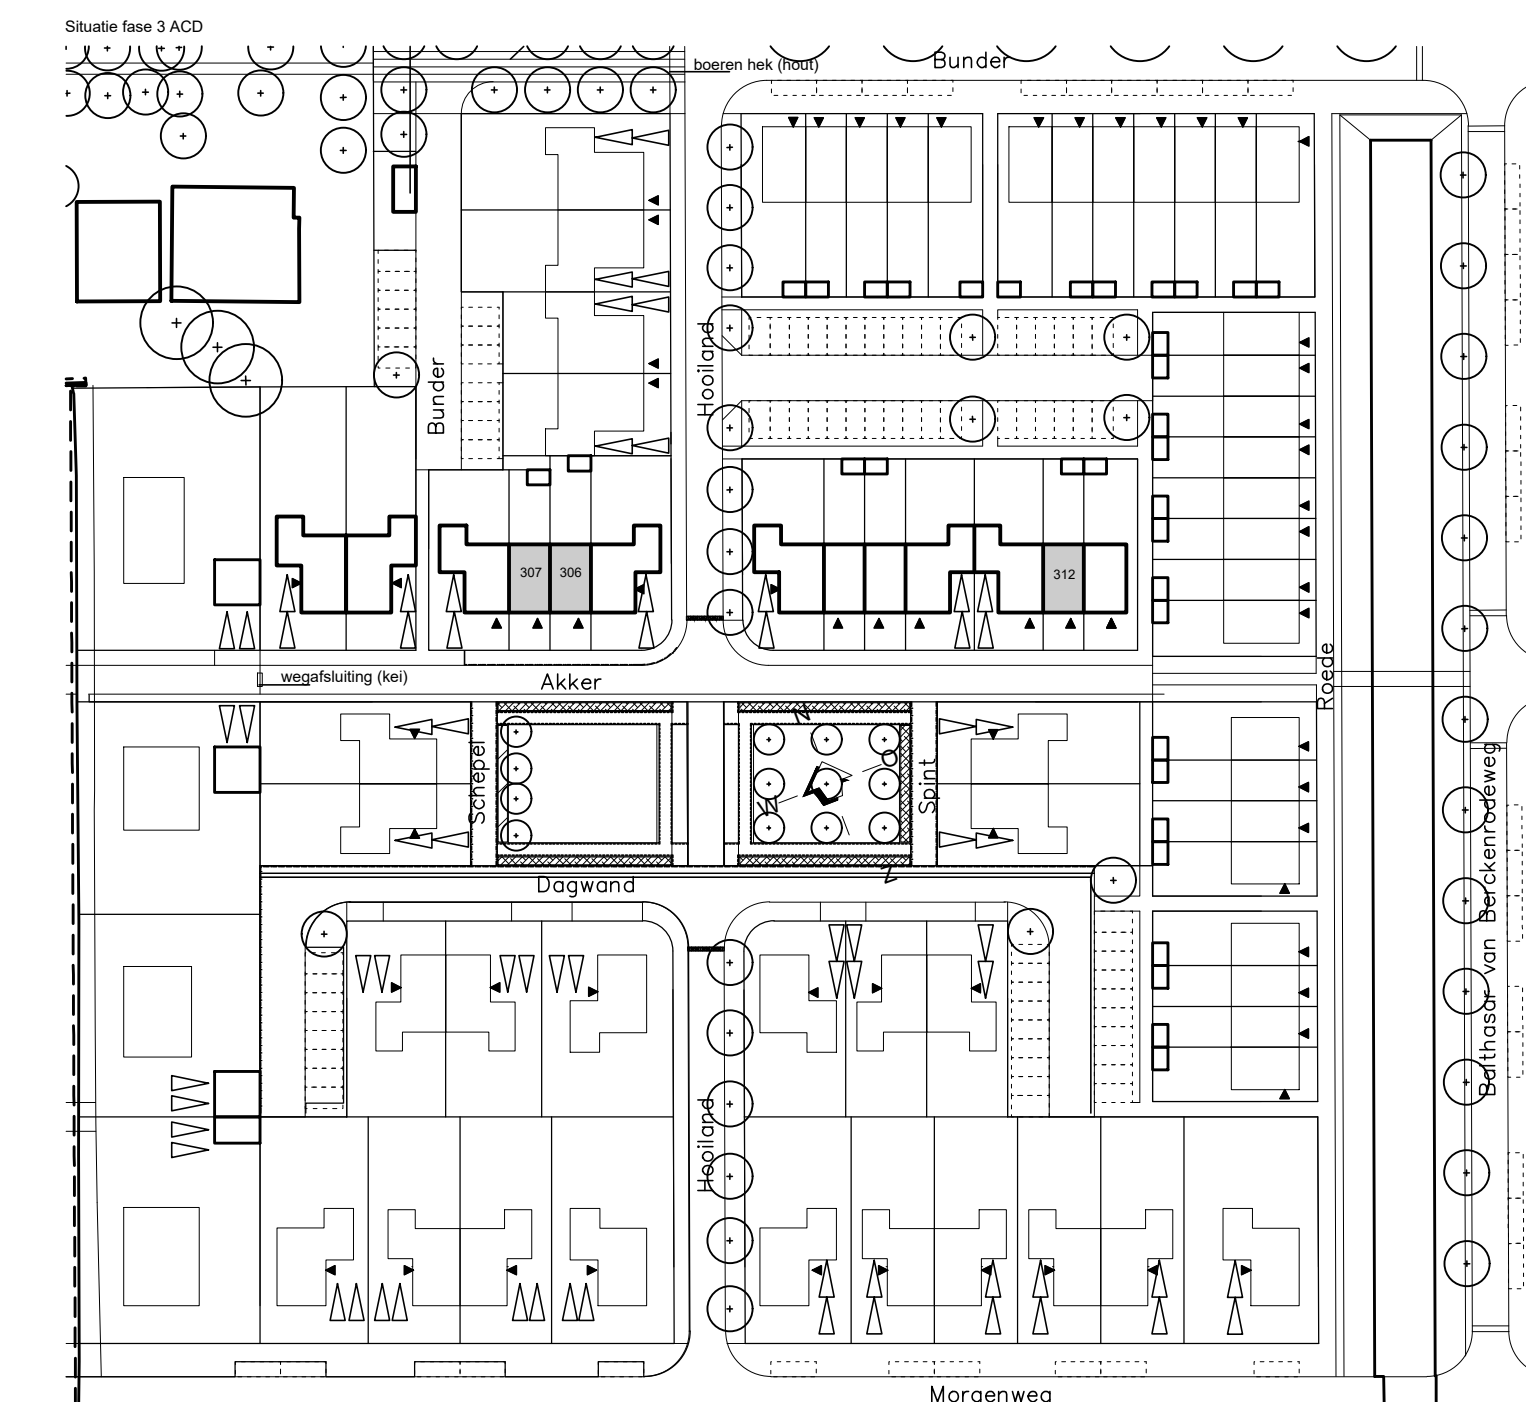 Situatie fase 3 ACD
Bunder
boeren hek (hout)
Hooiland
Bunder
307
306
312
Roede
wegafsluiting (kei)
Akker
Schepel
N
O
W
Z
Spint
Balthasar van Berckenrodeweg
Dagwand
Hooiland
Morgenweg